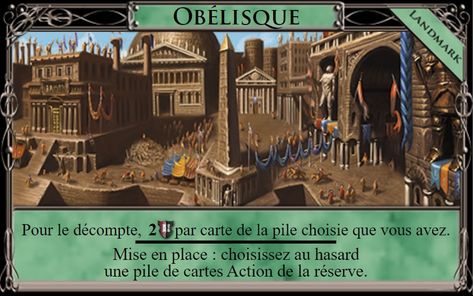 OBÉLISQUE
LANDMARK
Pour le décompte, 2 par carte de la pile choisie que vous avez.
Mise en place : choisissez au hasard
une pile de cartes Action de la réserve.